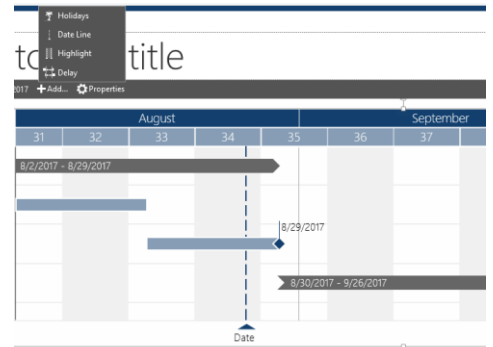 Holidays
Date Line
Highlight
Delay
title
2017 Add... Properties
August September
31 32 33 34 35 36 37
8/2/2017 - 8/29/2017
8/29/2017
8/30/2017 - 9/26/2017
Date